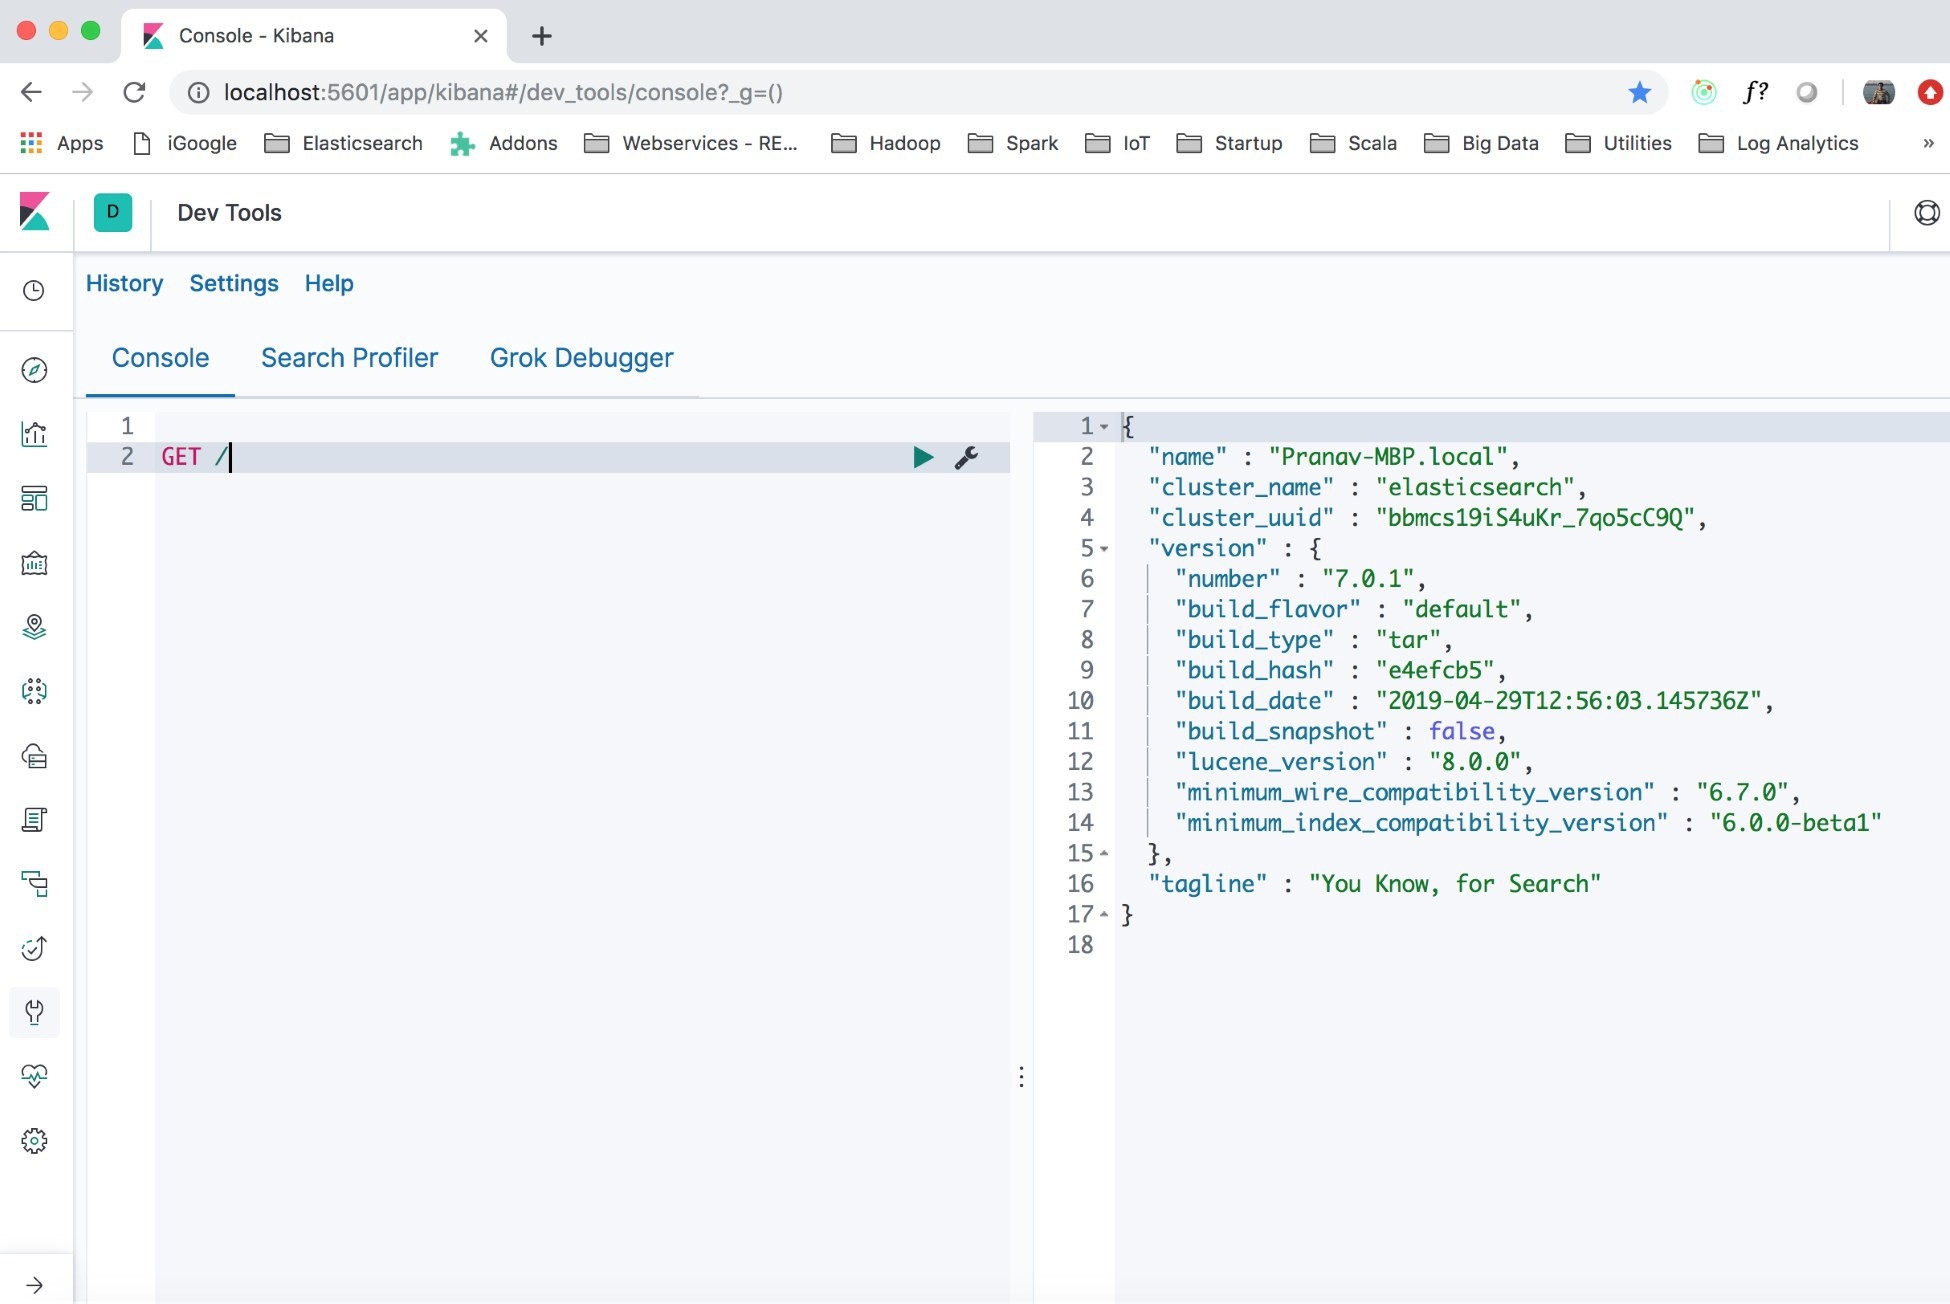 Console - Kibana
localhost:5601/app/kibana#/dev_tools/console?_g=()
f?
Apps iGoogle Elasticsearch Addons Webservices - RE... Hadoop Spark IoT Startup Scala Big Data Utilities Log Analytics »
D Dev Tools
History Settings Help
Console Search Profiler Grok Debugger
1
2 GET /
1 {
2 "name" : "Pranav-MBP.local",
3 "cluster_name" : "elasticsearch",
4 "cluster_uuid" : "bbmcs19iS4uKr_7qo5cC9Q",
5 "version" : {
6 "number" : "7.0.1",
7 "build_flavor" : "default",
8 "build_type" : "tar",
9 "build_hash" : "e4efcb5",
10 "build_date" : "2019-04-29T12:56:03.145736Z",
11 "build_snapshot" : false,
12 "lucene_version" : "8.0.0",
13 "minimum_wire_compatibility_version" : "6.7.0",
14 "minimum_index_compatibility_version" : "6.0.0-beta1"
15 },
16 "tagline" : "You Know, for Search"
17 }
18